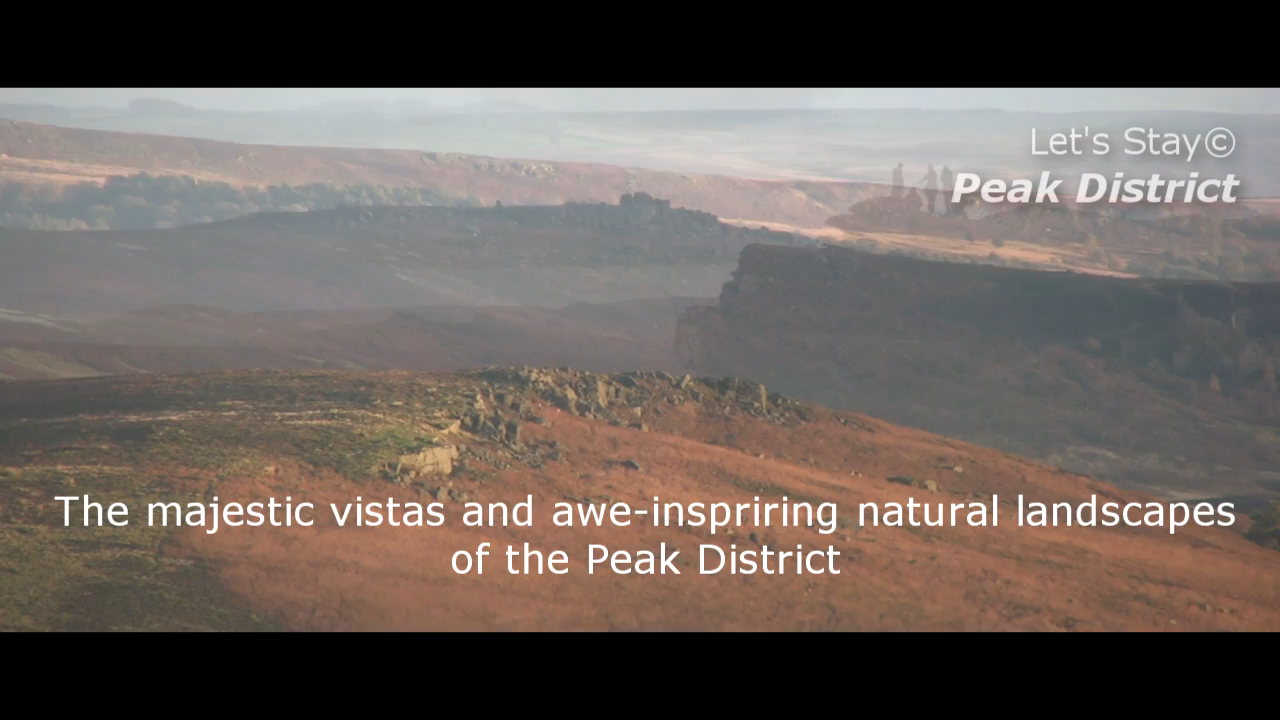 Let's Stay©
Peak District
The majestic vistas and awe-inspriring natural landscapes
of the Peak District